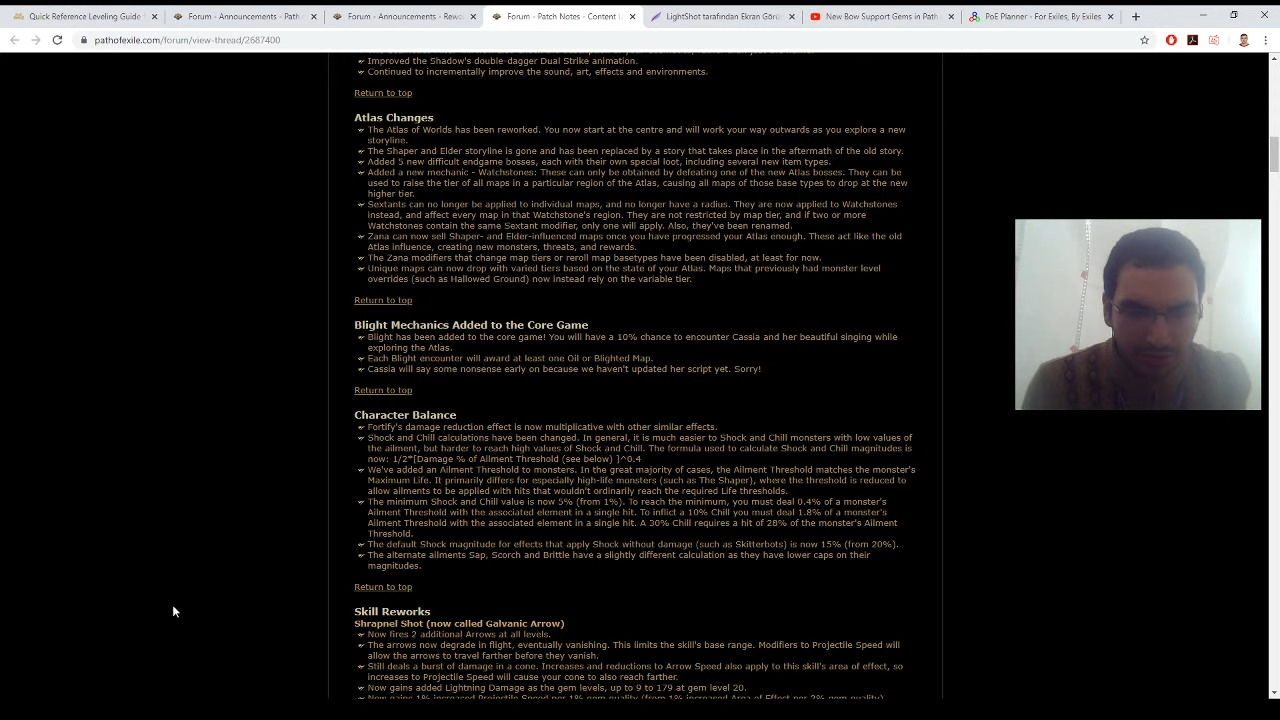 Quick Reference Leveling Guide
Forum - Announcements - Path o
Forum - Announcements - Rewo
Forum - Patch Notes - Content U
LightShot tarafından Ekran Görün
New Bow Support Gems in Path
PoE Planner - For Exiles, By Exiles
pathofexile.com/forum/view-thread/2687400
Improved the Shadow's double-dagger Dual Strike animation.
Continued to incrementally improve the sound, art, effects and environments.
Return to top
Atlas Changes
The Atlas of Worlds has been reworked. You now start at the centre and will work your way outwards as you explore a new
storyline.
The Shaper and Elder storyline is gone and has been replaced by a story that takes place in the aftermath of the old story.
Added 5 new difficult endgame bosses, each with their own special loot, including several new item types.
Added a new mechanic - Watchstones: These can only be obtained by defeating one of the new Atlas bosses. They can be
used to raise the tier of all maps in a particular region of the Atlas, causing all maps of those base types to drop at the new
higher tier.
Sextants can no longer be applied to individual maps, and no longer have a radius. They are now applied to Watchstones
instead, and affect every map in that Watchstone's region. They are not restricted by map tier, and if two or more
Watchstones contain the same Sextant modifier, only one will apply. Also, they've been renamed.
Zana can now sell Shaper- and Elder-influenced maps once you have progressed your Atlas enough. These act like the old
Atlas influence, creating new monsters, threats, and rewards.
The Zana modifiers that change map tiers or reroll map basetypes have been disabled, at least for now.
Unique maps can now drop with varied tiers based on the state of your Atlas. Maps that previously had monster level
overrides (such as Hallowed Ground) now instead rely on the variable tier.
Return to top
Blight Mechanics Added to the Core Game
Blight has been added to the core game! You will have a 10% chance to encounter Cassia and her beautiful singing while
exploring the Atlas.
Each Blight encounter will award at least one Oil or Blighted Map.
Cassia will say some nonsense early on because we haven't updated her script yet. Sorry!
Return to top
Character Balance
Fortify's damage reduction effect is now multiplicative with other similar effects.
Shock and Chill calculations have been changed. In general, it is much easier to Shock and Chill monsters with low values of
the ailment, but harder to reach high values of Shock and Chill. The formula used to calculate Shock and Chill magnitudes is
now: 1/2*[Damage % of Ailment Threshold (see below) ]^0.4
We've added an Ailment Threshold to monsters. In the great majority of cases, the Ailment Threshold matches the monster's
Maximum Life. It primarily differs for especially high-life monsters (such as The Shaper), where the threshold is reduced to
allow ailments to be applied with hits that wouldn't ordinarily reach the required Life thresholds.
The minimum Shock and Chill value is now 5% (from 1%). To reach the minimum, you must deal 0.4% of a monster's
Ailment Threshold with the associated element in a single hit. To inflict a 10% Chill you must deal 1.8% of a monster's
Ailment Threshold with the associated element in a single hit. A 30% Chill requires a hit of 28% of the monster's Ailment
Threshold.
The default Shock magnitude for effects that apply Shock without damage (such as Skitterbots) is now 15% (from 20%).
The alternate ailments Sap, Scorch and Brittle have a slightly different calculation as they have lower caps on their
magnitudes.
Return to top
Skill Reworks
Shrapnel Shot (now called Galvanic Arrow)
Now fires 2 additional Arrows at all levels.
The arrows now degrade in flight, eventually vanishing. This limits the skill's base range. Modifiers to Projectile Speed will
allow the arrows to travel farther before they vanish.
Still deals a burst of damage in a cone. Increases and reductions to Arrow Speed also apply to this skill's area of effect, so
increases to Projectile Speed will cause your cone to also reach farther.
Now gains added Lightning Damage as the gem levels, up to 9 to 179 at gem level 20.
Now gains 1% increased Projectile Speed per 1% gem quality (from 1% increased Area of Effect per 2% gem quality).